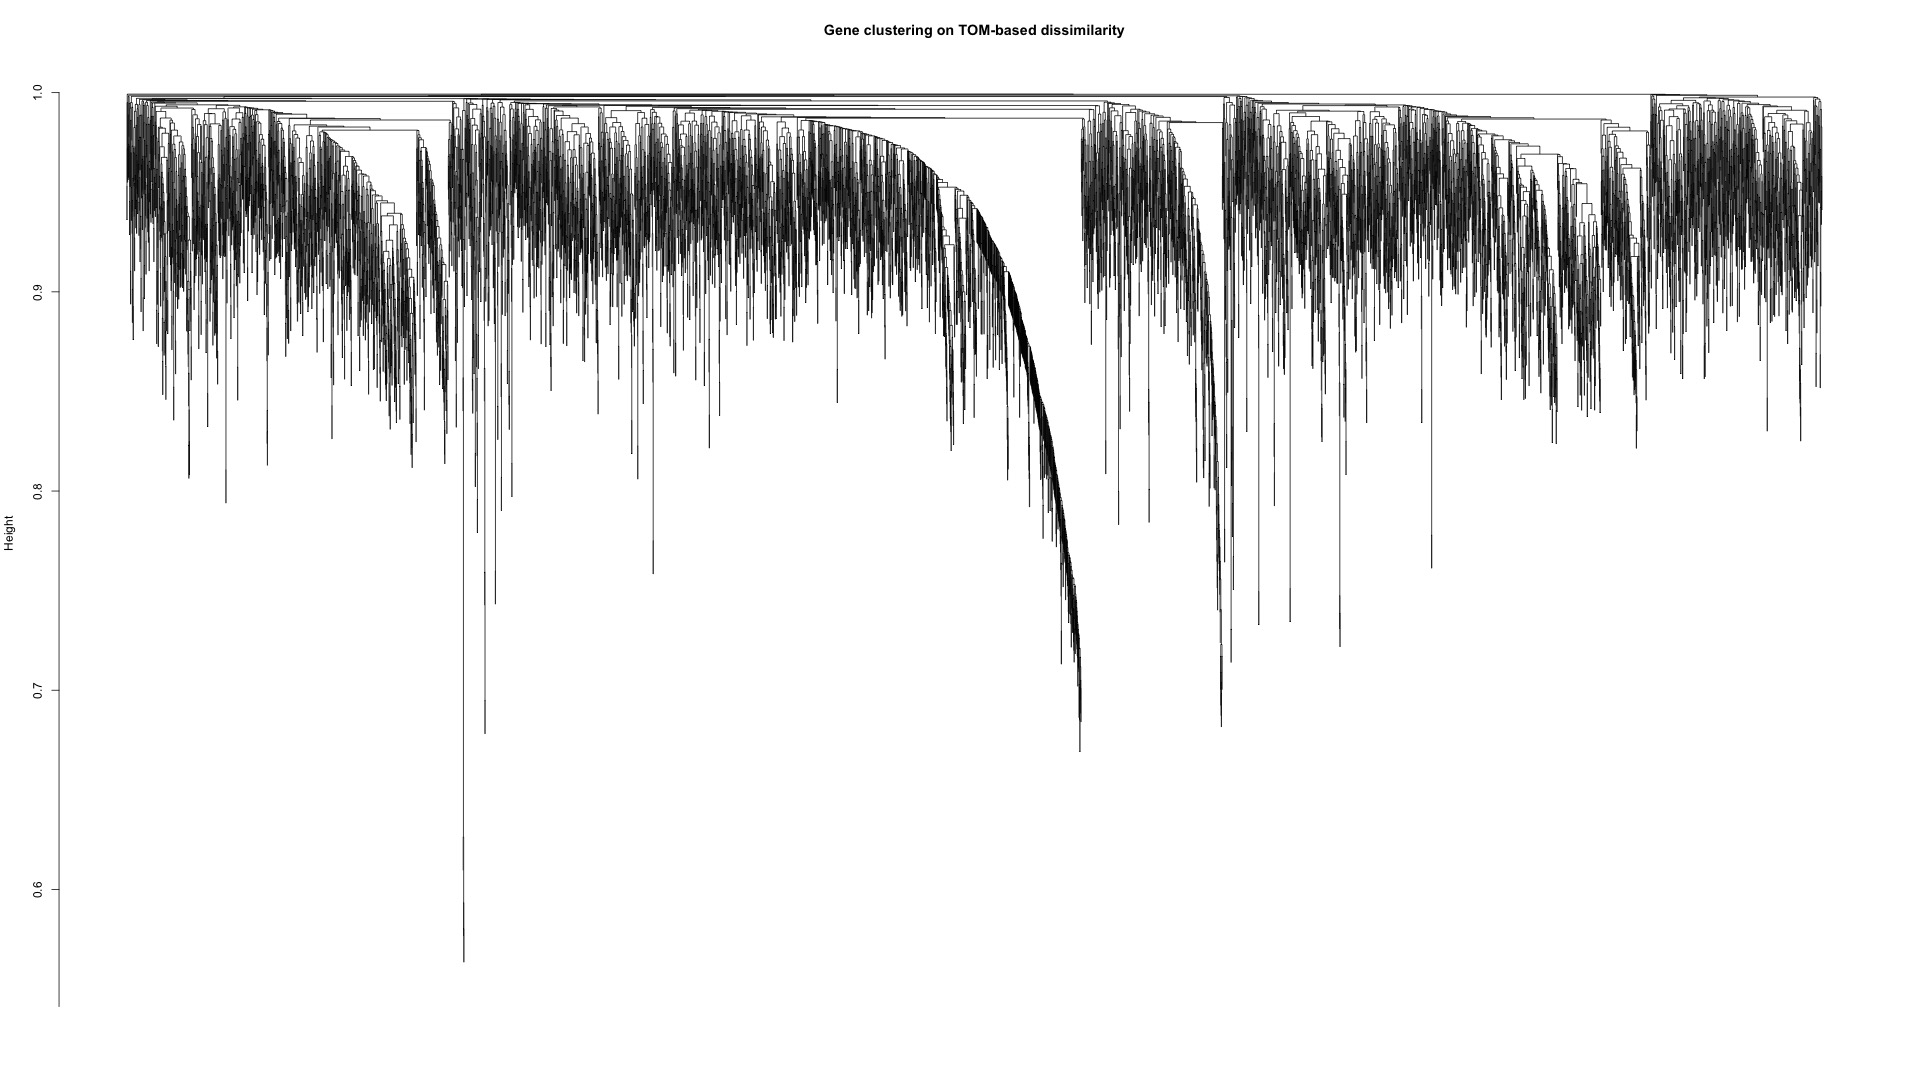 Gene clustering on TOM-based dissimilarity
Height
1.0
0.9
0.8
0.7
0.6